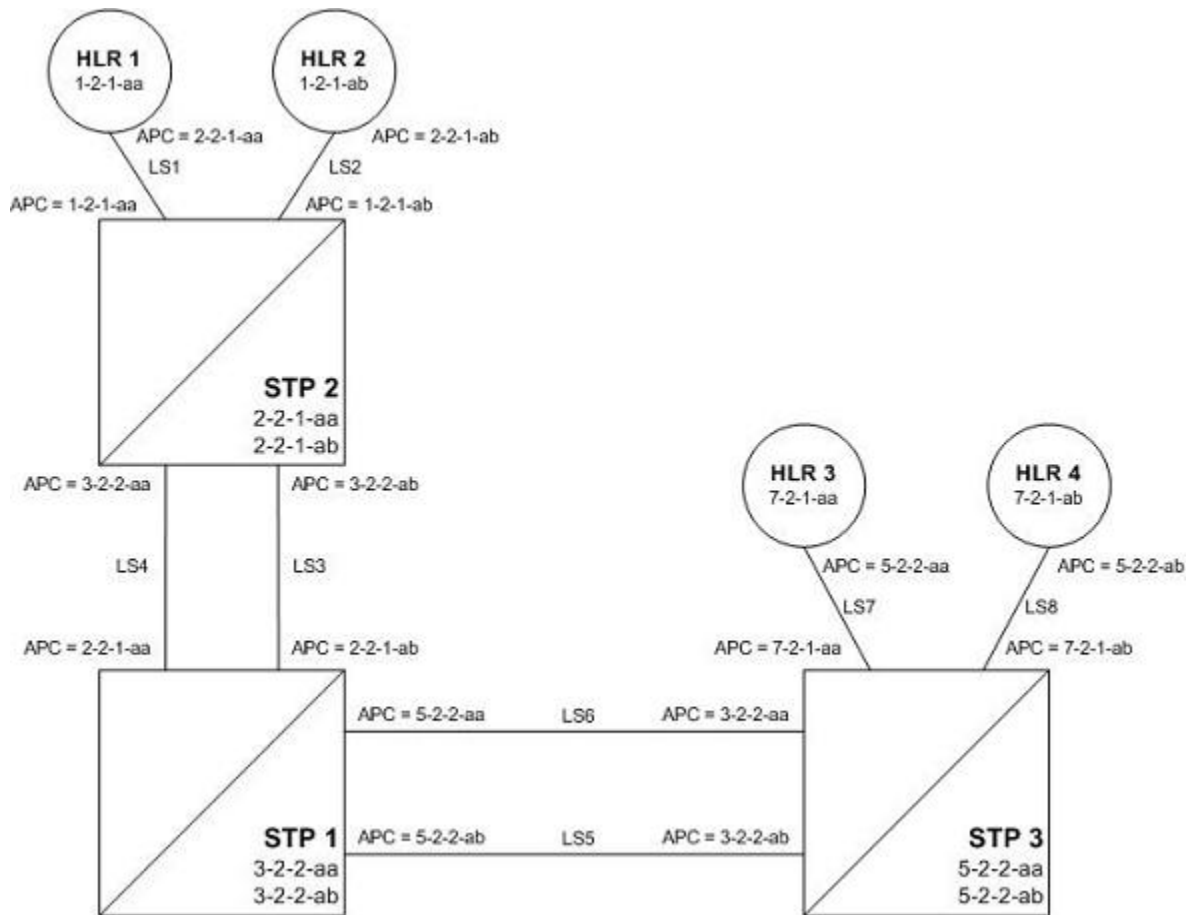 HLR 1
1-2-1-aa
HLR 2
1-2-1-ab
APC = 2-2-1-aa
APC = 2-2-1-ab
LS1
LS2
APC = 1-2-1-aa
APC = 1-2-1-ab
STP 2
2-2-1-aa
2-2-1-ab
APC = 3-2-2-aa
APC = 3-2-2-ab
HLR 3
7-2-1-aa
HLR 4
7-2-1-ab
LS4
LS3
APC = 5-2-2-aa
APC = 5-2-2-ab
LS7
LS8
APC = 2-2-1-aa
APC = 2-2-1-ab
APC = 7-2-1-aa
APC = 7-2-1-ab
APC = 5-2-2-aa
LS6
APC = 3-2-2-aa
STP 1
3-2-2-aa
3-2-2-ab
APC = 5-2-2-ab
LS5
APC = 3-2-2-ab
STP 3
5-2-2-aa
5-2-2-ab